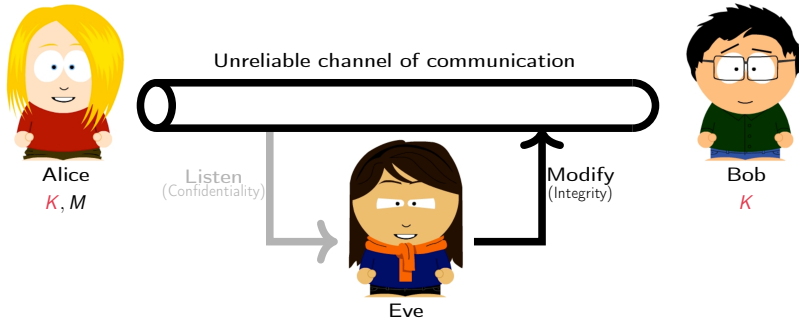 Unreliable channel of communication
Listen
(Confidentiality)
Modify
(Integrity)
Alice
K, M
Bob
K
Eve